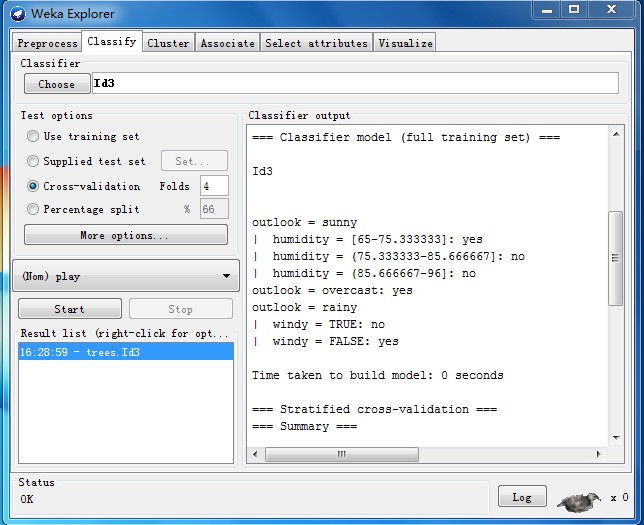 Weka Explorer
Preprocess Classify Cluster Associate Select attributes Visualize
Classifier
Choose Id3
Test options
Use training set
Supplied test set Set...
Cross-validation Folds 4
Percentage split % 66
More options...
(Nom) play
Start Stop
Result list (right-click for opt...
16:28:59 - trees.Id3
Classifier output
=== Classifier model (full training set) ===
Id3
outlook = sunny
|  humidity = [65-75.333333]: yes
|  humidity = (75.333333-85.666667]: no
|  humidity = (85.666667-96]: no
outlook = overcast: yes
outlook = rainy
|  windy = TRUE: no
|  windy = FALSE: yes
Time taken to build model: 0 seconds
=== Stratified cross-validation ===
=== Summary ===
Status
OK
Log x 0